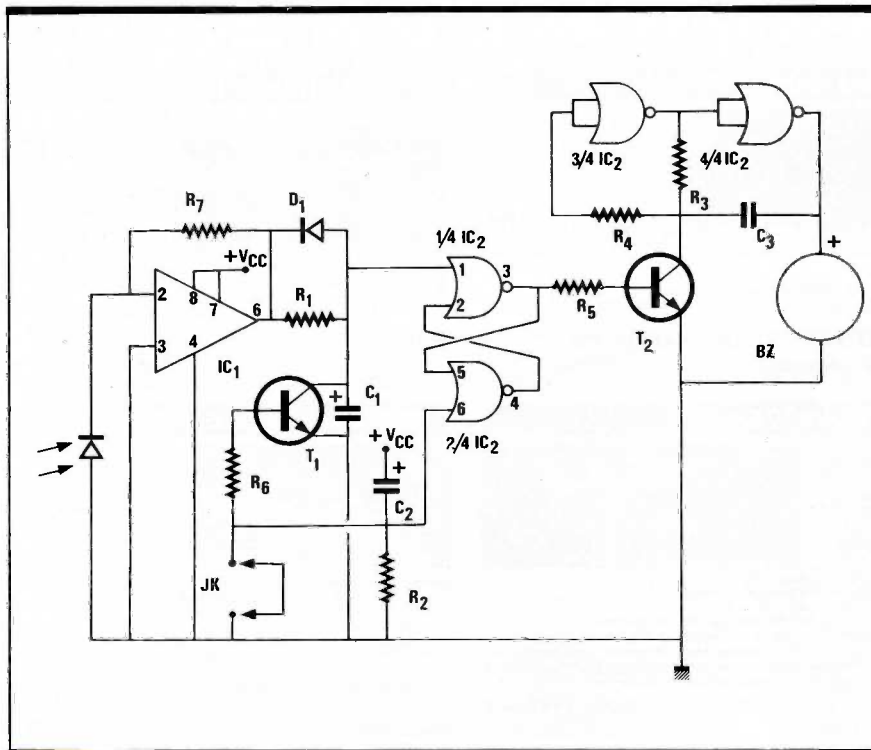 3/4 IC2
4/4 IC2
R3
R4
C3
+
BZ
R7
D1
+VCC
1/4 IC2
8
7
2
3
4
6
IC1
R1
1
2
3
R5
T2
5
6
4
2/4 IC2
+
C1
T1
+VCC
+
C2
R6
JK
R2